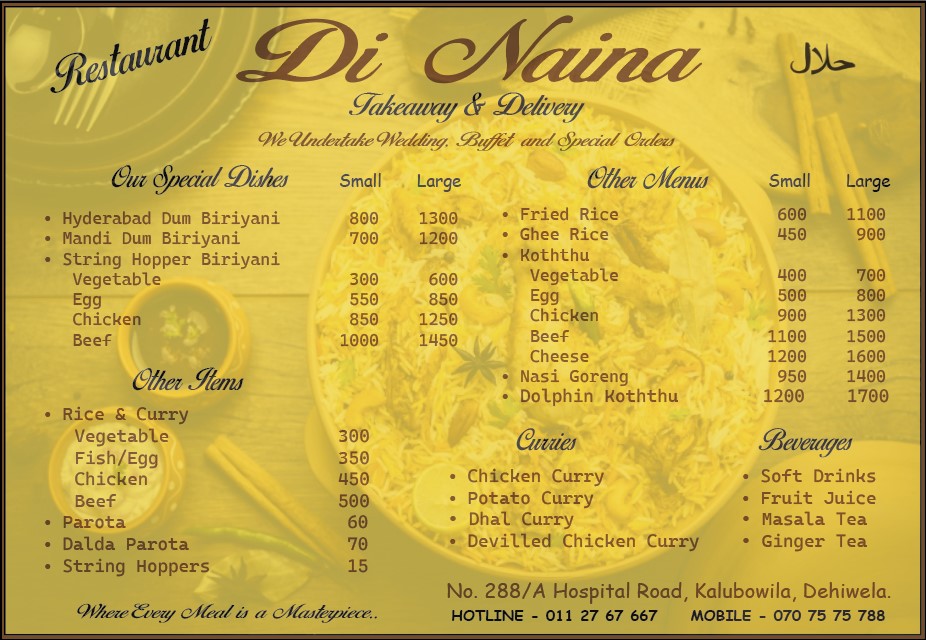 Restaurant
Di Naina
حلال
Takeaway & Delivery
We Undertake Wedding, Buffet and Special Orders
Our Special Dishes Small Large
• Hyderabad Dum Biriyani 800 1300
• Mandi Dum Biriyani 700 1200
• String Hopper Biriyani
Vegetable 300 600
Egg 550 850
Chicken 850 1250
Beef 1000 1450
Other Items
• Rice & Curry
Vegetable 300
Fish/Egg 350
Chicken 450
Beef 500
• Parota 60
• Dalda Parota 70
• String Hoppers 15
Where Every Meal is a Masterpiece..
Other Menus Small Large
• Fried Rice 600 1100
• Ghee Rice 450 900
• Koththu
Vegetable 400 700
Egg 500 800
Chicken 900 1300
Beef 1100 1500
Cheese 1200 1600
• Nasi Goreng 950 1400
• Dolphin Koththu 1200 1700
Curries
• Chicken Curry
• Potato Curry
• Dhal Curry
• Devilled Chicken Curry
Beverages
• Soft Drinks
• Fruit Juice
• Masala Tea
• Ginger Tea
No. 288/A Hospital Road, Kalubowila, Dehiwela.
HOTLINE - 011 27 67 667 MOBILE - 070 75 75 788